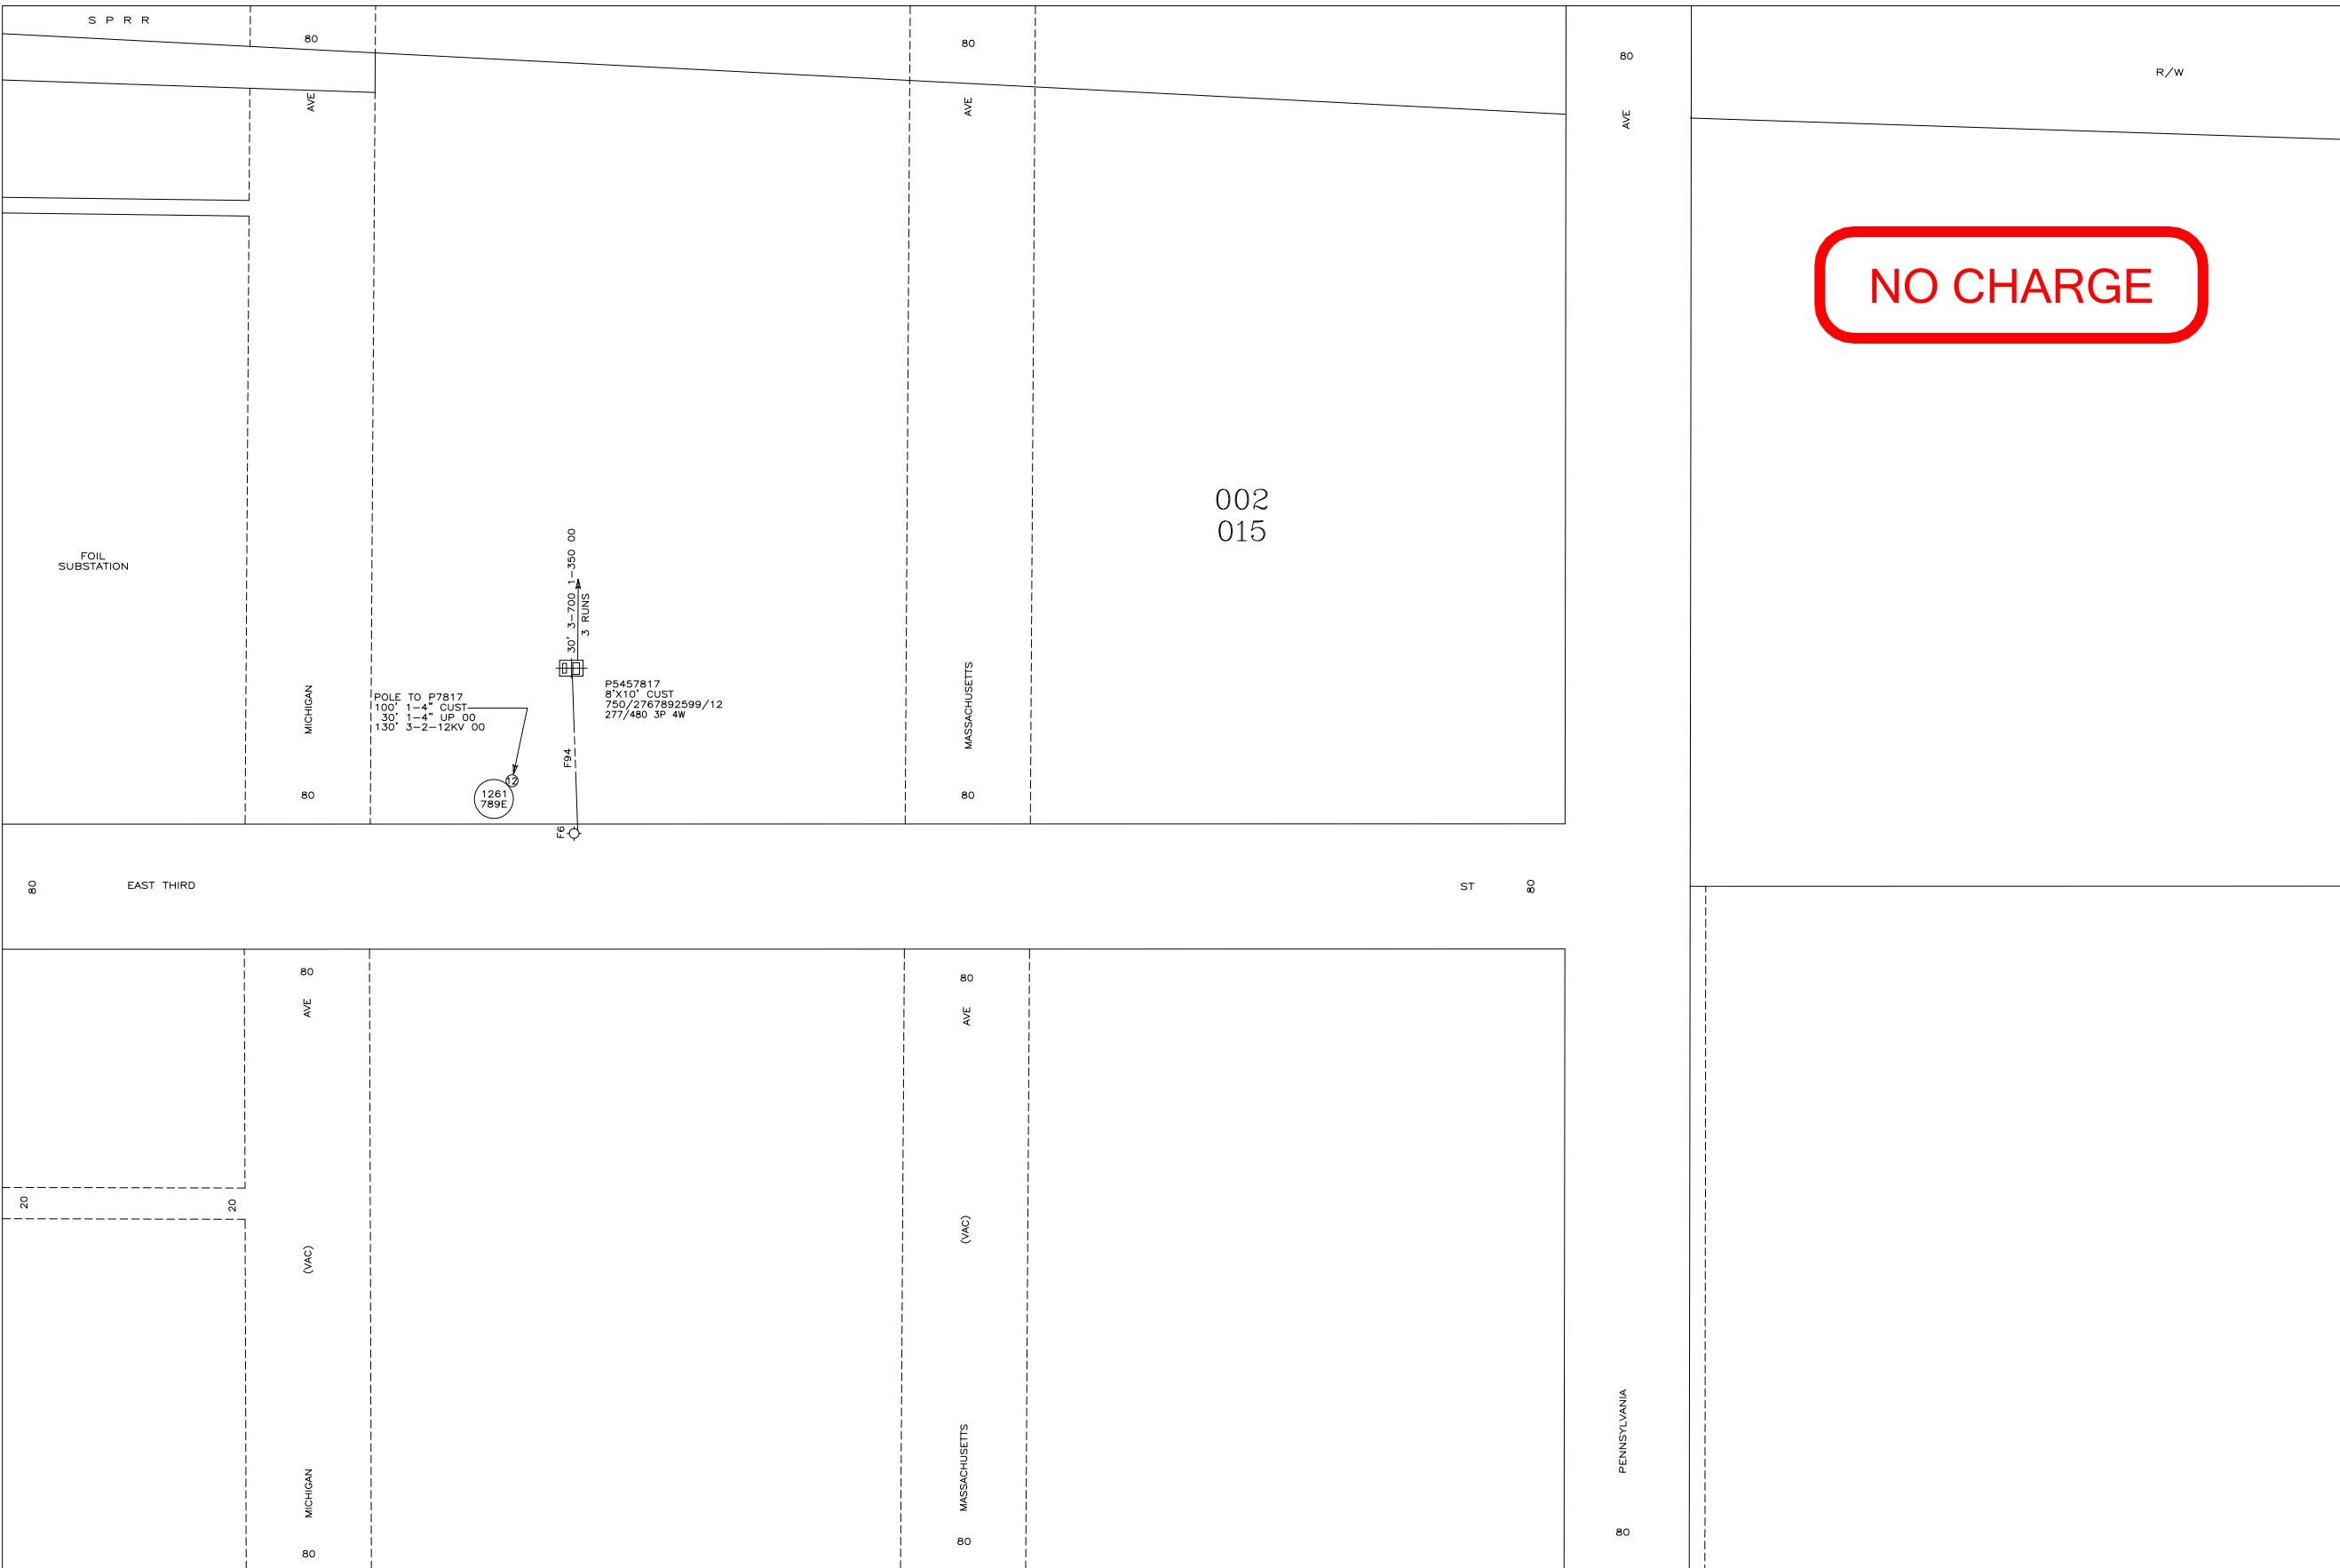 S P R R
80
80
80
R/W
AVE
AVE
AVE
NO CHARGE
002
015
FOIL
SUBSTATION
30' 3-700 1-350 00
3 RUNS
P5457817
8'X10' CUST
750/2767892599/12
277/480 3P 4W
POLE TO P7817
100' 1-4" CUST
30' 1-4" UP 00
130' 3-2-12KV 00
MICHIGAN
MASSACHUSETTS
F94
12
1261
789E
80
80
F6
80
EAST THIRD
ST
80
80
80
AVE
AVE
20
20
(VAC)
(VAC)
PENNSYLVANIA
MICHIGAN
MASSACHUSETTS
80
80
80